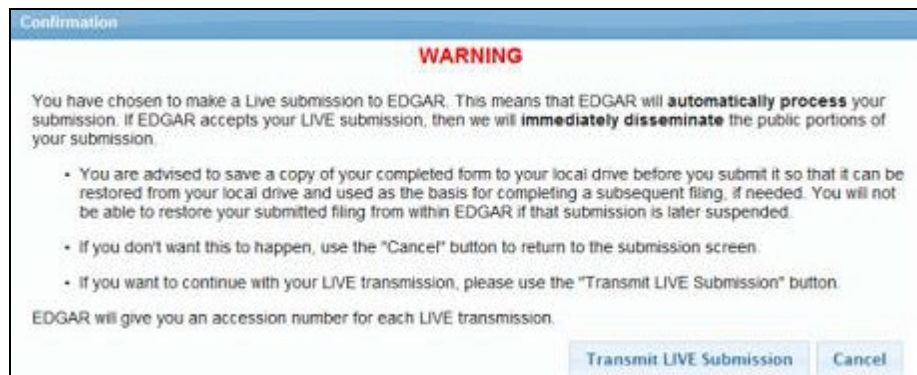 Confirmation
WARNING
You have chosen to make a Live submission to EDGAR. This means that EDGAR will automatically process your
submission. If EDGAR accepts your LIVE submission, then we will immediately disseminate the public portions of
your submission.
• You are advised to save a copy of your completed form to your local drive before you submit it so that it can be
restored from your local drive and used as the basis for completing a subsequent filing, if needed. You will not
be able to restore your submitted filing from within EDGAR if that submission is later suspended.
• If you don't want this to happen, use the "Cancel" button to return to the submission screen.
• If you want to continue with your LIVE transmission, please use the "Transmit LIVE Submission" button.
EDGAR will give you an accession number for each LIVE transmission.
Transmit LIVE Submission Cancel